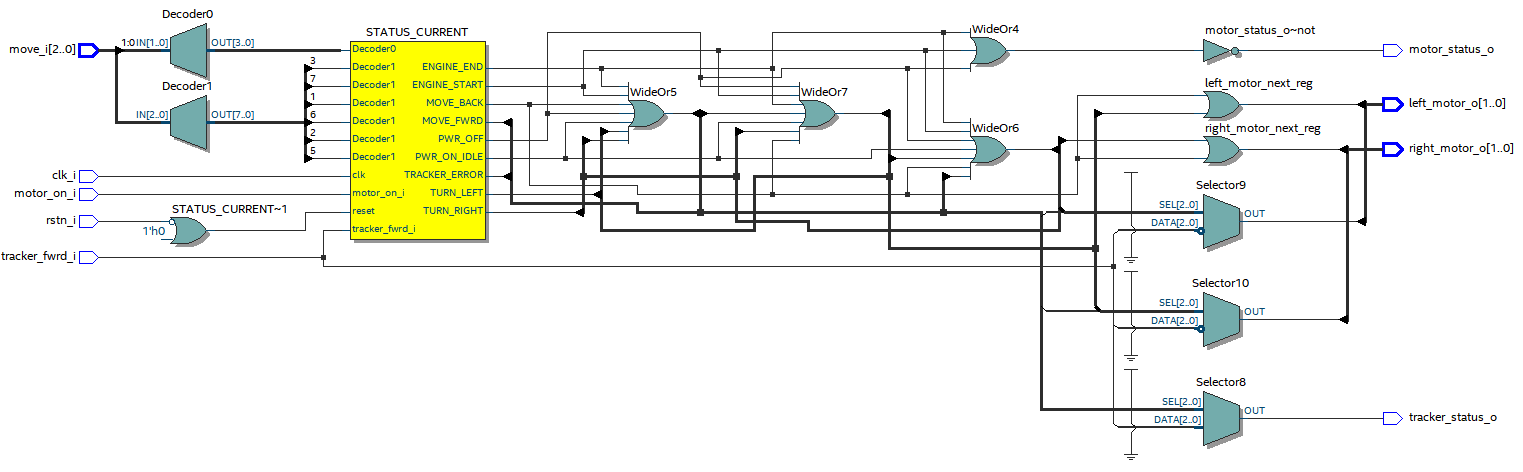 move_i[2..0]
Decoder0
1:0
IN[1..0]
OUT[3..0]
Decoder1
IN[2..0]
OUT[7..0]
3
7
1
6
2
5
clk_i
motor_on_i
rstn_i
STATUS_CURRENT~1
1'h0
tracker_fwrd_i
STATUS_CURRENT
Decoder0
Decoder1
ENGINE_END
Decoder1
ENGINE_START
Decoder1
MOVE_BACK
Decoder1
MOVE_FWRD
Decoder1
PWR_OFF
Decoder1
PWR_ON_IDLE
clk
TRACKER_ERROR
motor_on_i
TURN_LEFT
reset
TURN_RIGHT
tracker_fwrd_i
WideOr5
WideOr7
WideOr4
WideOr6
motor_status_o~not
motor_status_o
left_motor_next_reg
left_motor_o[1..0]
right_motor_next_reg
right_motor_o[1..0]
Selector9
SEL[2..0]
DATA[2..0]
OUT
Selector10
SEL[2..0]
DATA[2..0]
OUT
Selector8
SEL[2..0]
DATA[2..0]
OUT
tracker_status_o